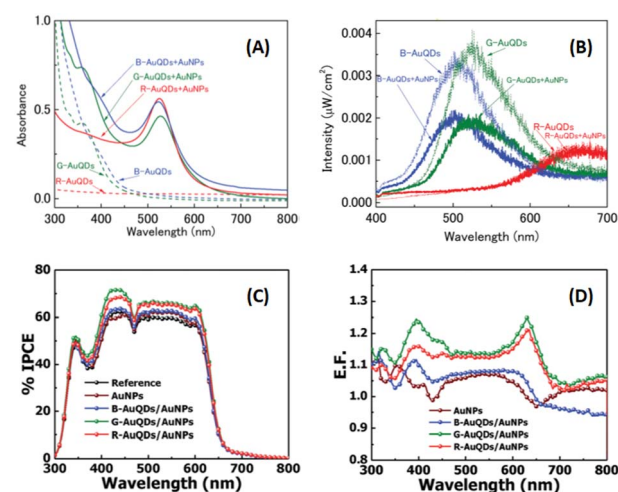 (A)
B-AuQDs+AuNPs
G-AuQDs+AuNPs
R-AuQDs+AuNPs
G-AuQDs
B-AuQDs
R-AuQDs
Absorbance
1.0
0.5
0.0
300 400 500 600 700 800
Wavelength (nm)
(B)
G-AuQDs
B-AuQDs
B-AuQDs+AuNPs
G-AuQDs+AuNPs
R-AuQDs
R-AuQDs+AuNPs
Intensity (μW/cm²)
0.004
0.003
0.002
0.001
0.000
400 500 600 700
Wavelength (nm)
(C)
% IPCE
80
60
40
20
0
Reference
AuNPs
B-AuQDs/AuNPs
G-AuQDs/AuNPs
R-AuQDs/AuNPs
300 400 500 600 700 800
Wavelength (nm)
(D)
E.F.
1.4
1.3
1.2
1.1
1.0
0.9
AuNPs
B-AuQDs/AuNPs
G-AuQDs/AuNPs
R-AuQDs/AuNPs
300 400 500 600 700 800
Wavelength (nm)